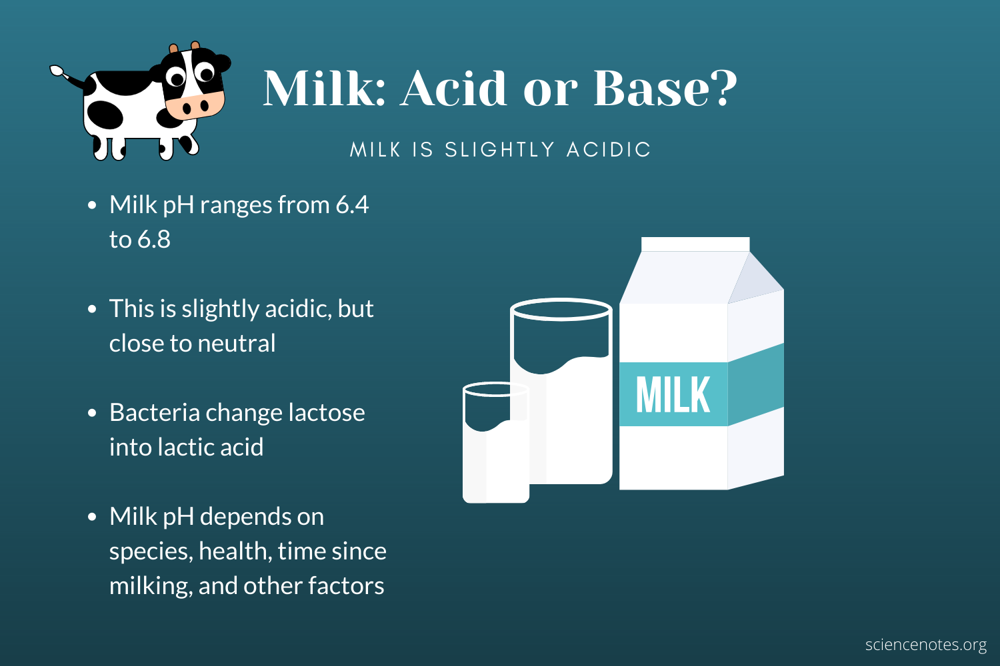 Milk: Acid or Base?
MILK IS SLIGHTLY ACIDIC
• Milk pH ranges from 6.4
to 6.8
• This is slightly acidic, but
close to neutral
• Bacteria change lactose
into lactic acid
• Milk pH depends on
species, health, time since
milking, and other factors
MILK
sciencenotes.org